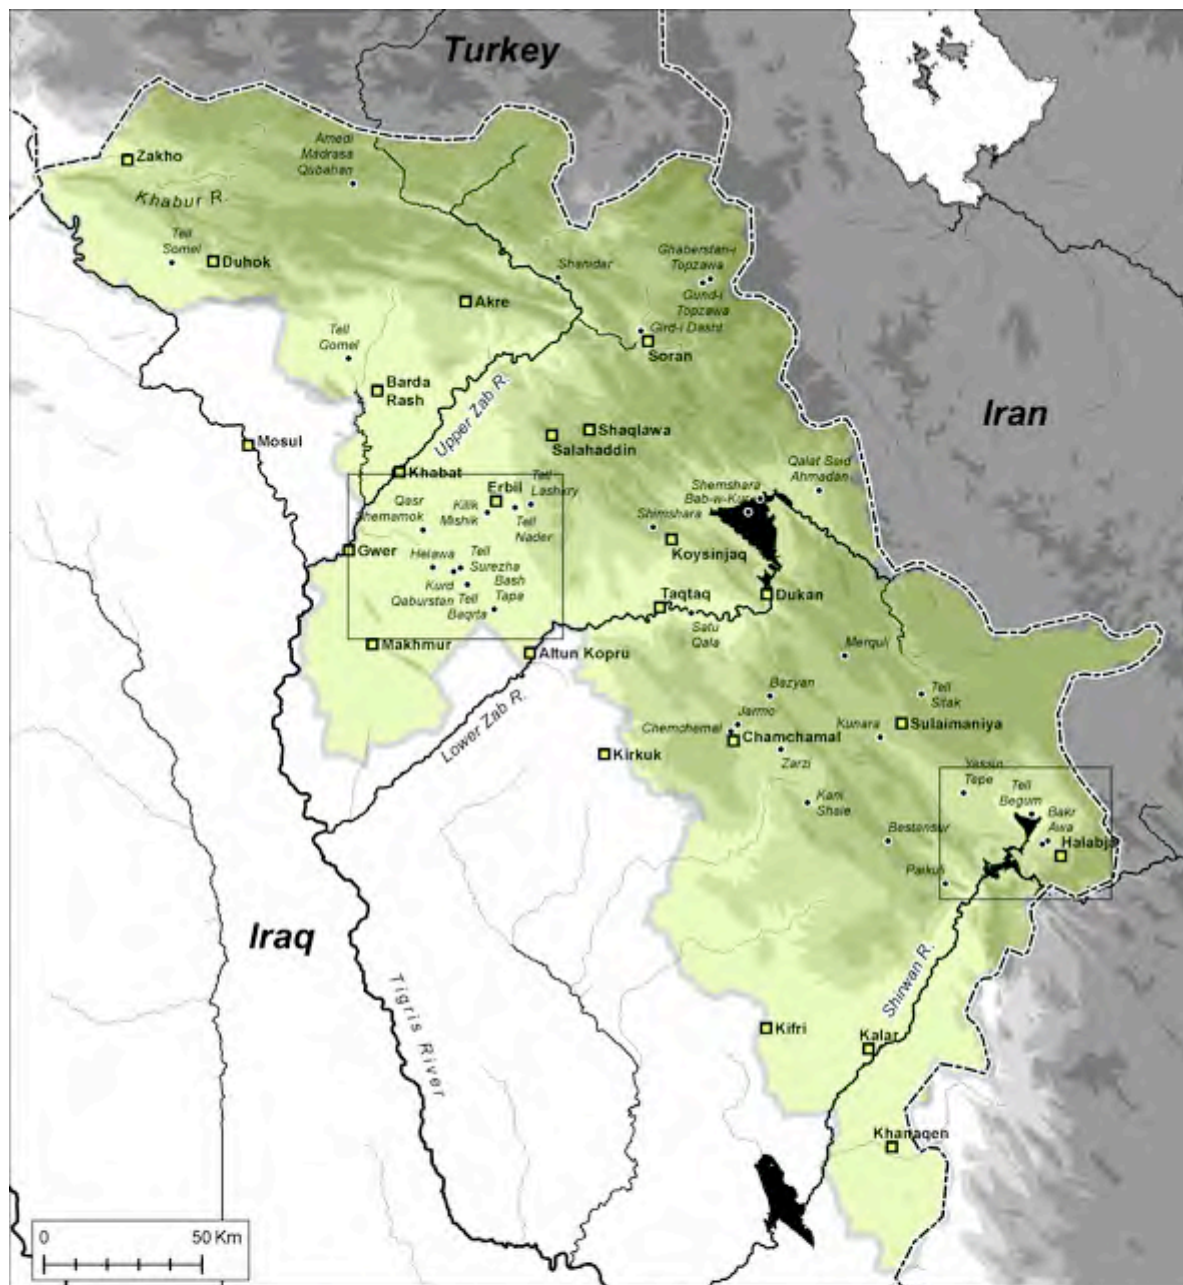 Turkey
Amedi
Madrasa
Qubahan
Zakho
Khabur R.
Tell
Somel
Duhok
Shanidar
Ghaberstan-i
Topzawa
Gund-i
Topzawa
Akre
Gird-i Dasht
Soran
Tell
Gomel
Barda
Rash
Iran
Upper Zab R.
Shaqlawa
Salahaddin
Mosul
Khabat
Qalat Said
Ahmadan
Shemshara
Bab-w-Kur
Erbil
Tell
Lashkry
Qasr
Shemamok
Kilik
Mishik
Tell
Nader
Shimshara
Koysinjaq
Gwer
Helawa
Tell
Surezha
Kurd
Qaburstan
Tell
Baqrta
Bash
Tapa
Taqtaq
Dukan
Satu
Qala
Makhmur
Altun Kopru
Merquli
Lower Zab R.
Bazyan
Tell
Sitak
Jarmo
Chemchemal
Chamchamal
Kunara
Sulaimaniya
Kirkuk
Zarzi
Yassin
Tepe
Tell
Begum
Kani
Shaie
Bakr
Awa
Bestansur
Halabja
Iraq
Shirwan R.
Tigris River
Kifri
Kalar
Khanaqen
0 50 Km